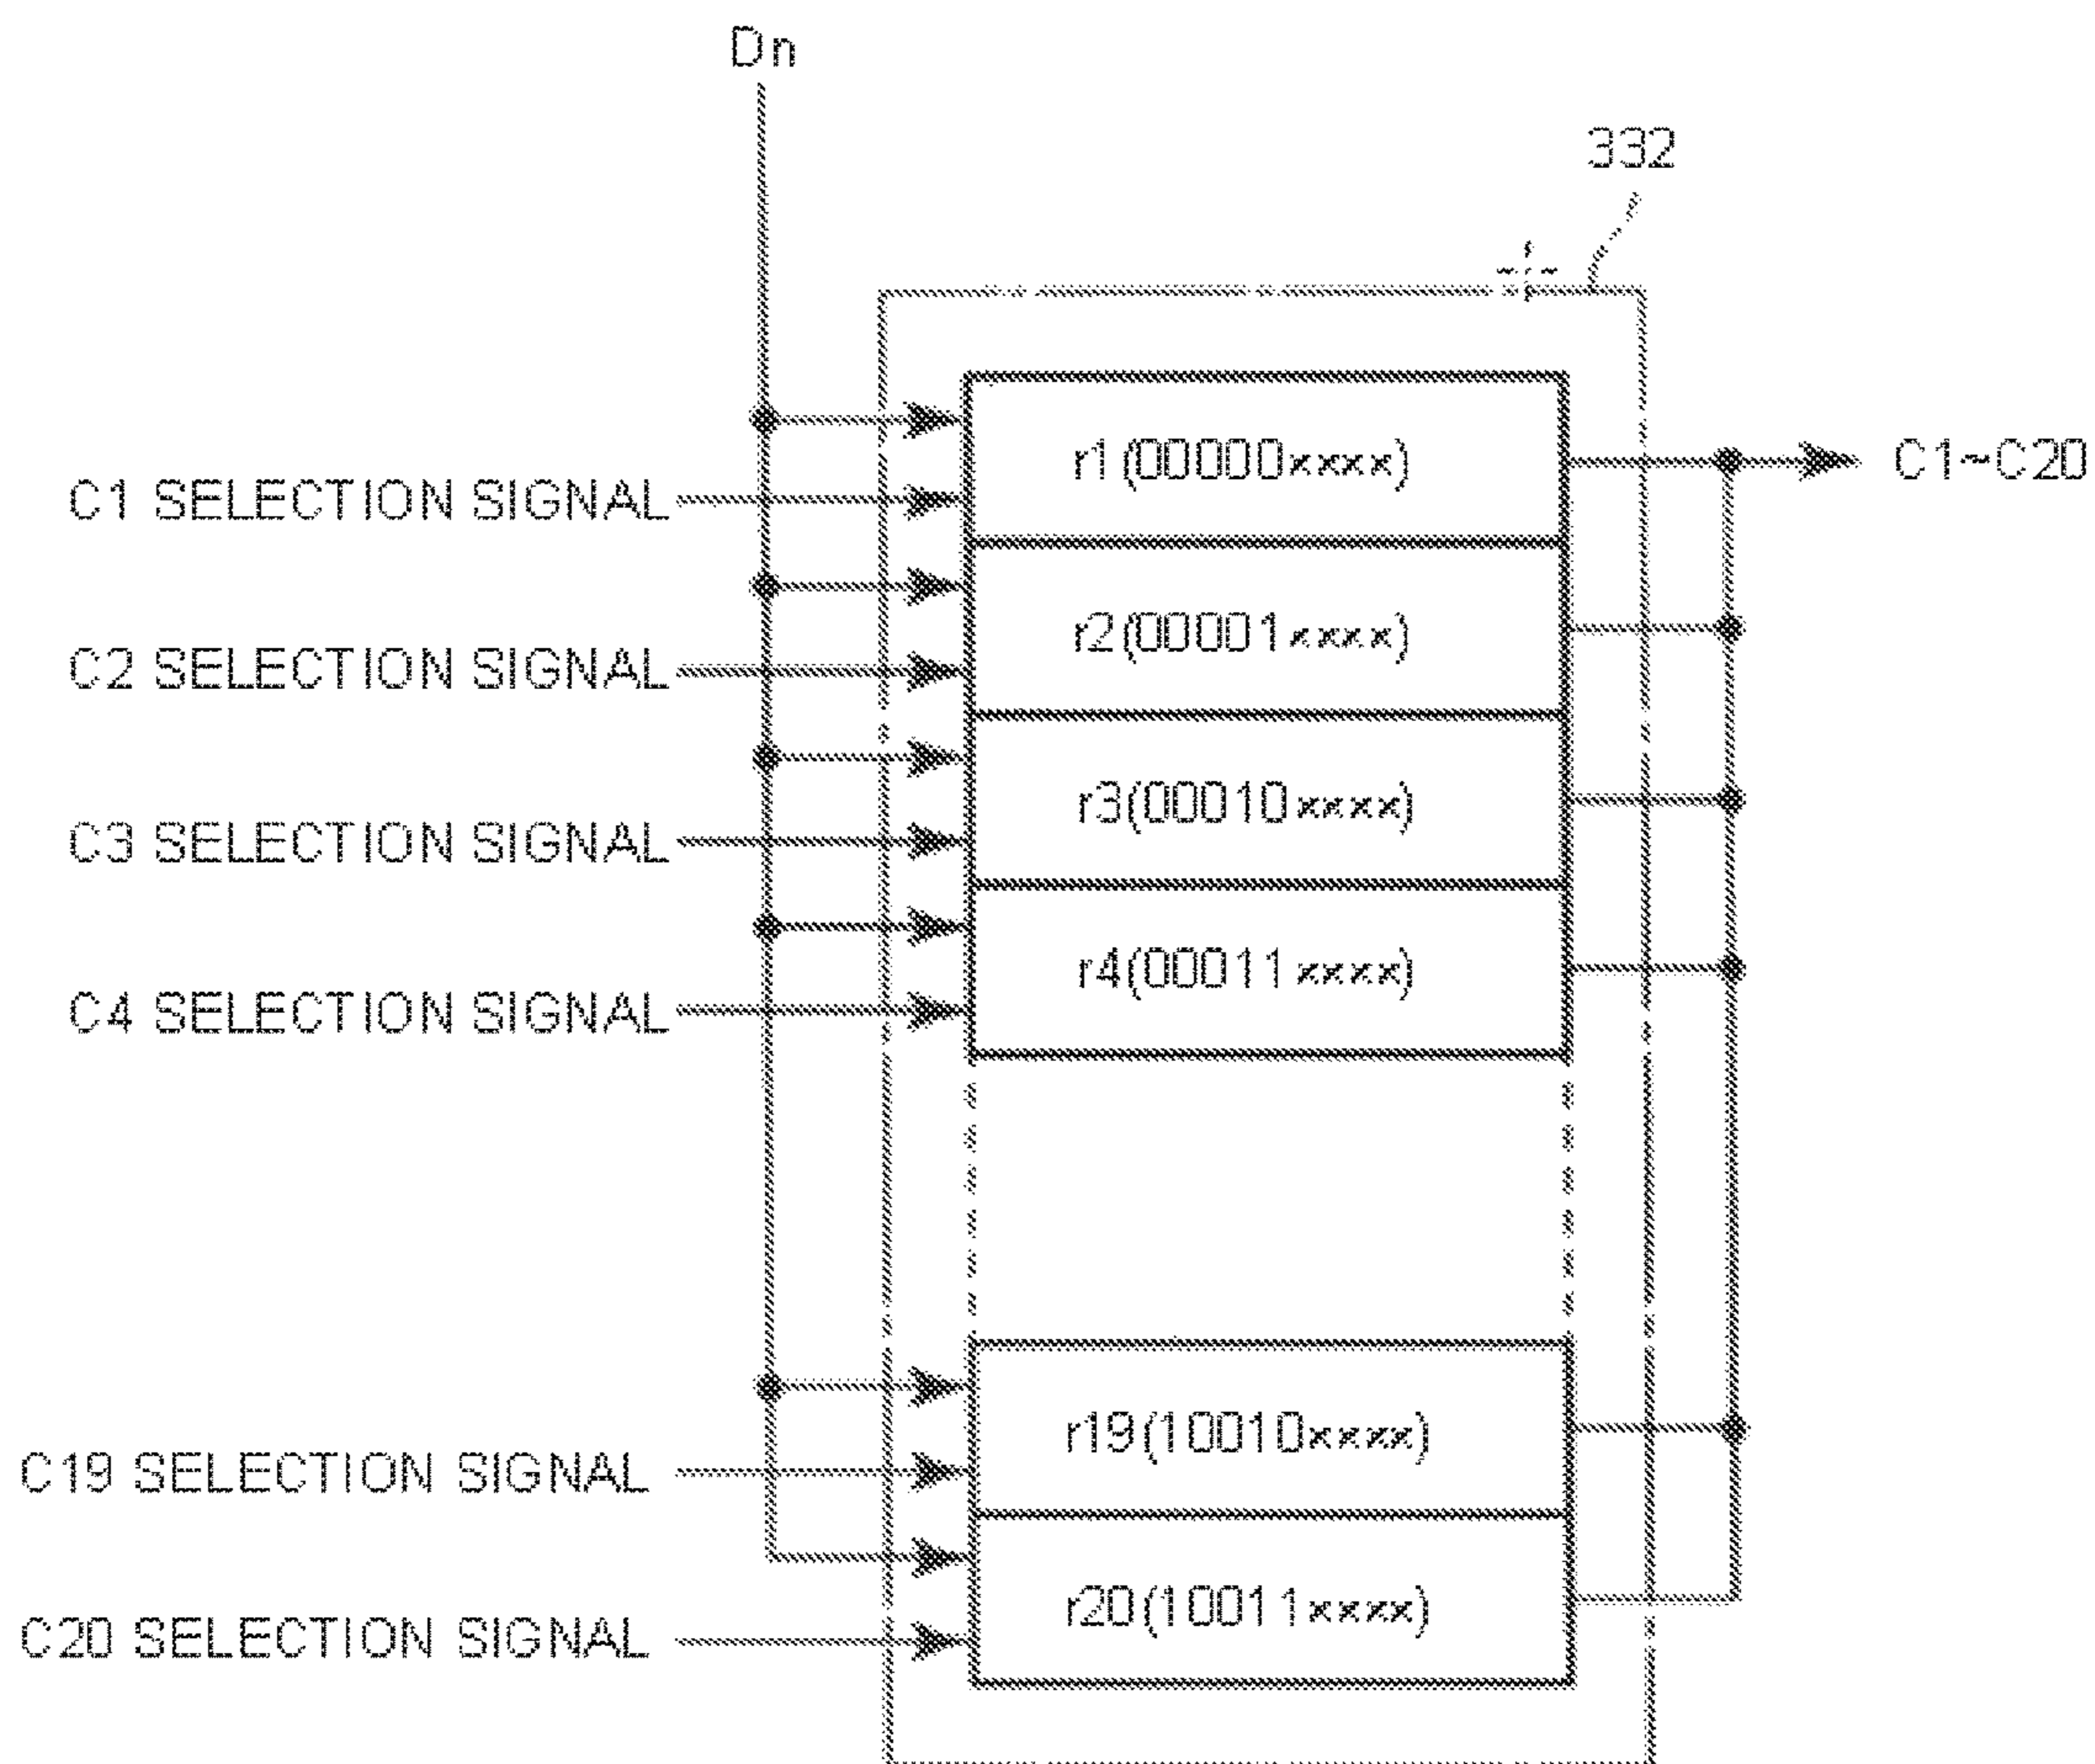 Dn
332
r1(00000xxxx)
C1~C20
C1 SELECTION SIGNAL
r2(00001xxxx)
C2 SELECTION SIGNAL
r3(00010xxxx)
C3 SELECTION SIGNAL
r4(00011xxxx)
C4 SELECTION SIGNAL
r19(10010xxxx)
C19 SELECTION SIGNAL
r20(10011xxxx)
C20 SELECTION SIGNAL